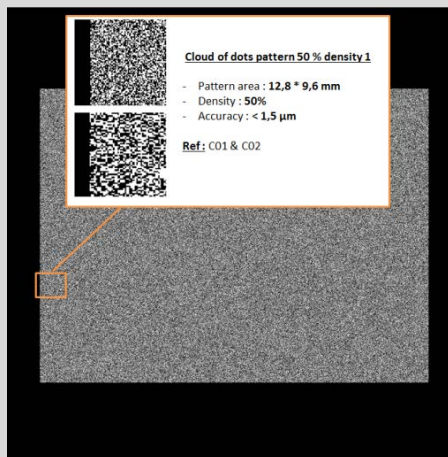 Cloud of dots pattern 50 % density 1
- Pattern area : 12,8 * 9,6 mm
- Density : 50%
- Accuracy : < 1,5 µm
Ref : C01 & C02